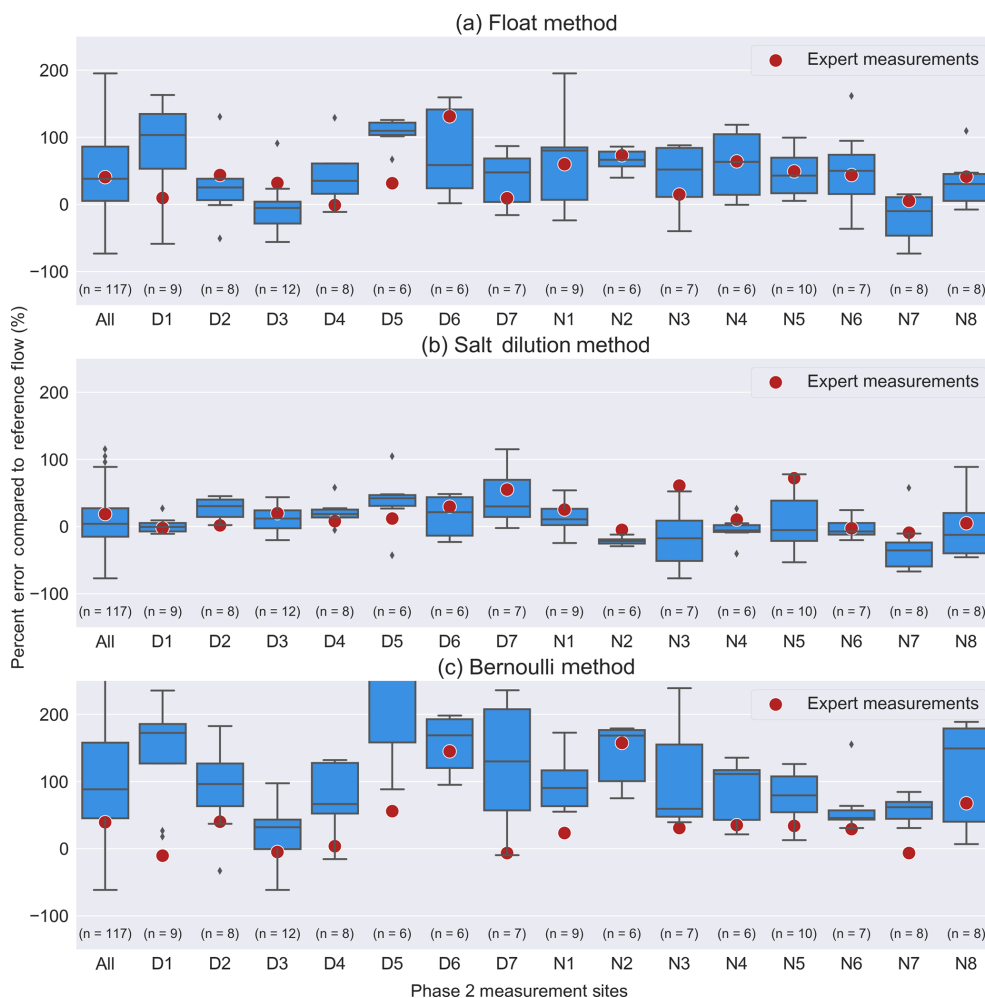 (a) Float method
Expert measurements
200
100
0
−100
(n = 117) (n = 9) (n = 8) (n = 12) (n = 8) (n = 6) (n = 6) (n = 7) (n = 9) (n = 6) (n = 7) (n = 6) (n = 10) (n = 7) (n = 8) (n = 8)
All D1 D2 D3 D4 D5 D6 D7 N1 N2 N3 N4 N5 N6 N7 N8
(b) Salt dilution method
Expert measurements
200
100
0
−100
(n = 117) (n = 9) (n = 8) (n = 12) (n = 8) (n = 6) (n = 6) (n = 7) (n = 9) (n = 6) (n = 7) (n = 6) (n = 10) (n = 7) (n = 8) (n = 8)
All D1 D2 D3 D4 D5 D6 D7 N1 N2 N3 N4 N5 N6 N7 N8
Percent error compared to reference flow (%)
(c) Bernoulli method
Expert measurements
200
100
0
−100
(n = 117) (n = 9) (n = 8) (n = 12) (n = 8) (n = 6) (n = 6) (n = 7) (n = 9) (n = 6) (n = 7) (n = 6) (n = 10) (n = 7) (n = 8) (n = 8)
All D1 D2 D3 D4 D5 D6 D7 N1 N2 N3 N4 N5 N6 N7 N8
Phase 2 measurement sites